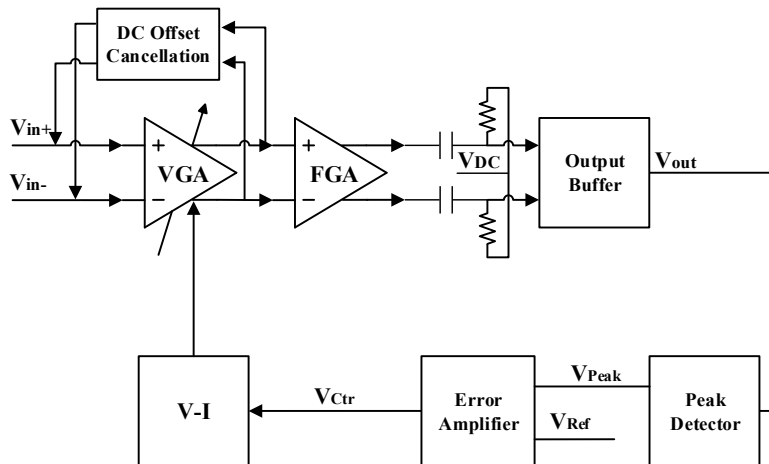 DC Offset
Cancellation
Vin+
Vin-
+
−
VGA
+
−
FGA
VDC
Output
Buffer
Vout
V-I
VCtr
Error
Amplifier
VPeak
VRef
Peak
Detector